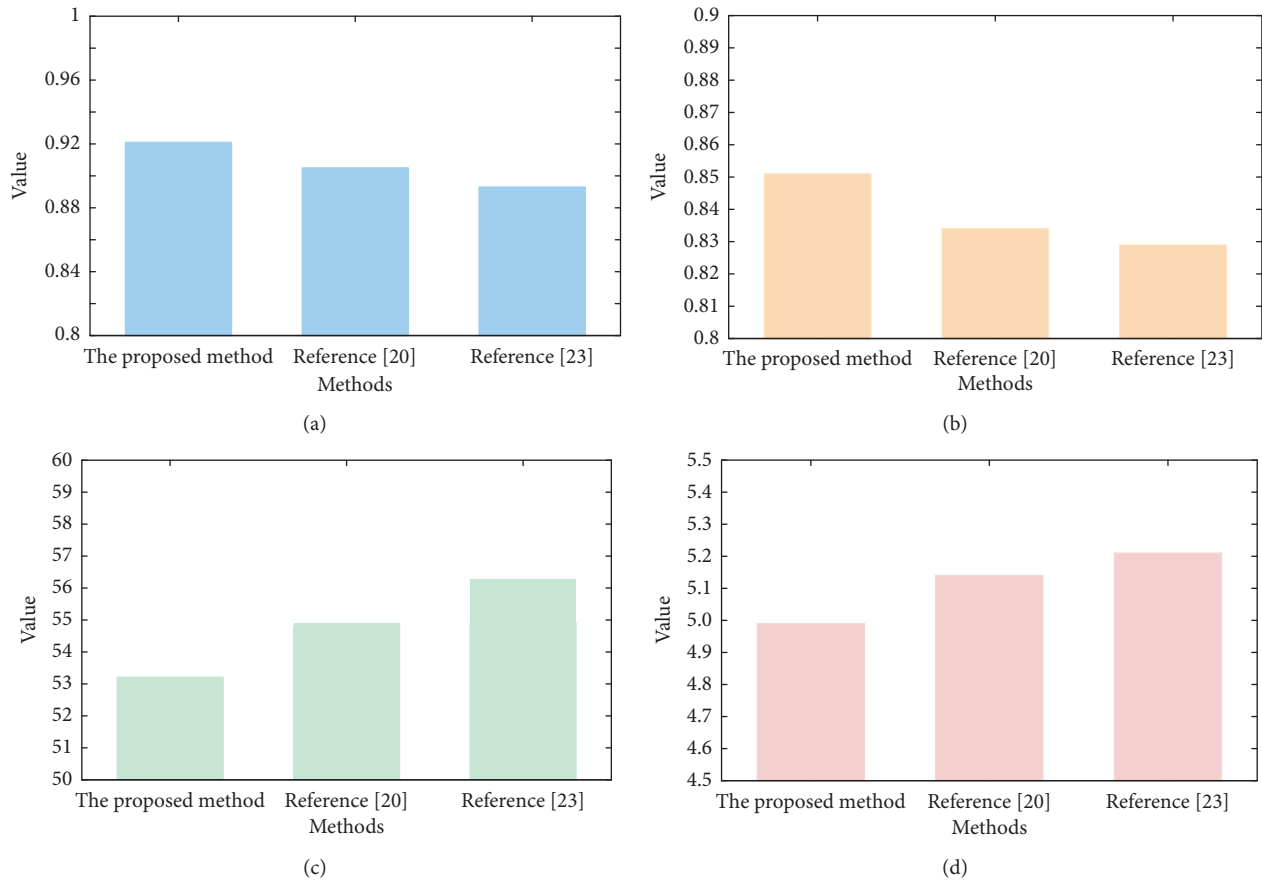 1
0.96
0.92
0.88
0.84
0.8
Value
The proposed method Reference [20] Reference [23]
Methods
(a)
0.9
0.89
0.88
0.87
0.86
0.85
0.84
0.83
0.82
0.81
0.8
Value
The proposed method Reference [20] Reference [23]
Methods
(b)
60
59
58
57
56
55
54
53
52
51
50
Value
The proposed method Reference [20] Reference [23]
Methods
(c)
5.5
5.4
5.3
5.2
5.1
5.0
4.9
4.8
4.7
4.6
4.5
Value
The proposed method Reference [20] Reference [23]
Methods
(d)